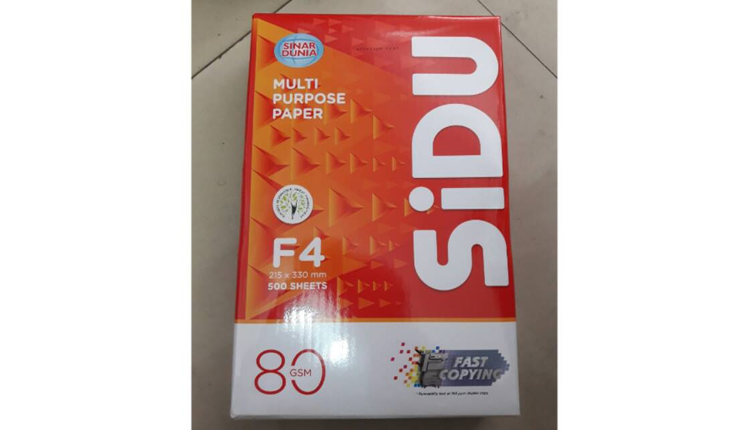 SINAR
DUNIA
MULTI
PURPOSE
PAPER
SiDU
F4
215 x 330 mm
500 SHEETS
80
GSM
FAST
COPYING